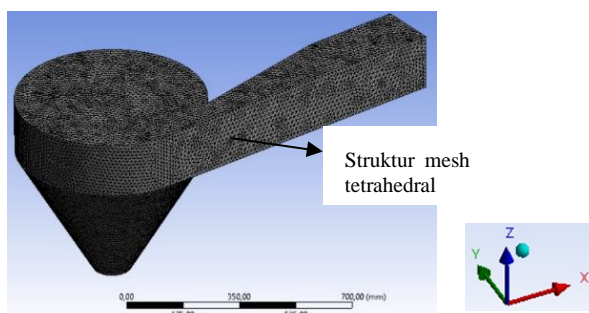 Struktur mesh
tetrahedral
Z
Y
X
0,00 350,00 700,00 (mm)